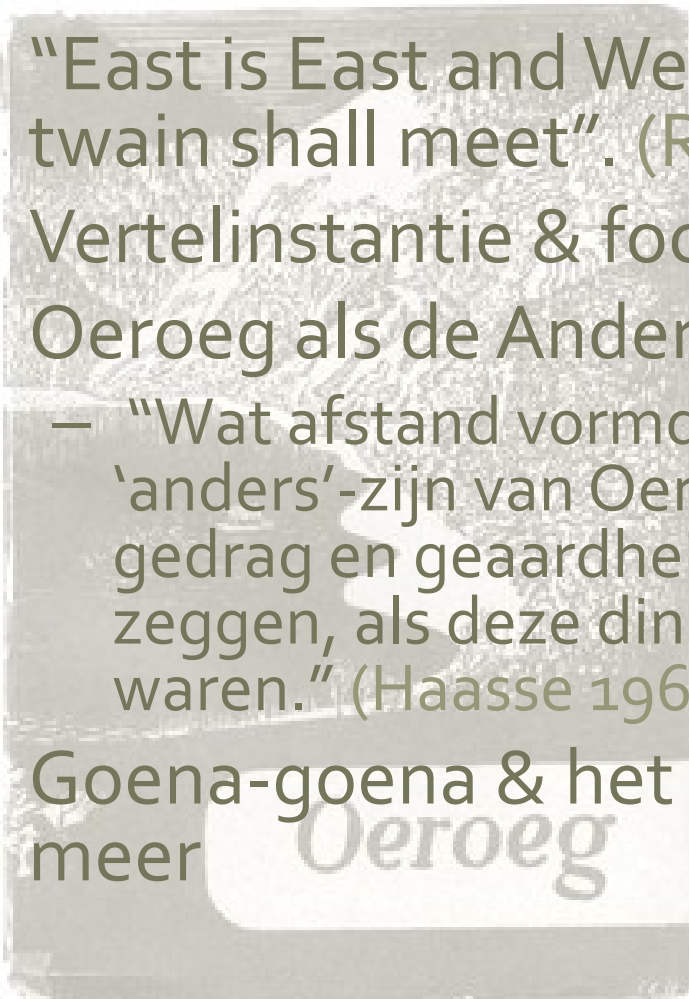 “East is East and We
twain shall meet”. (R
Vertelinstantie & foc
Oeroeg als de Ander
– “Wat afstand vormd
‘anders’-zijn van Oer
gedrag en geaardhe
zeggen, als deze din
waren.” (Haasse 196
Goena-goena & het
meer
Oeroeg